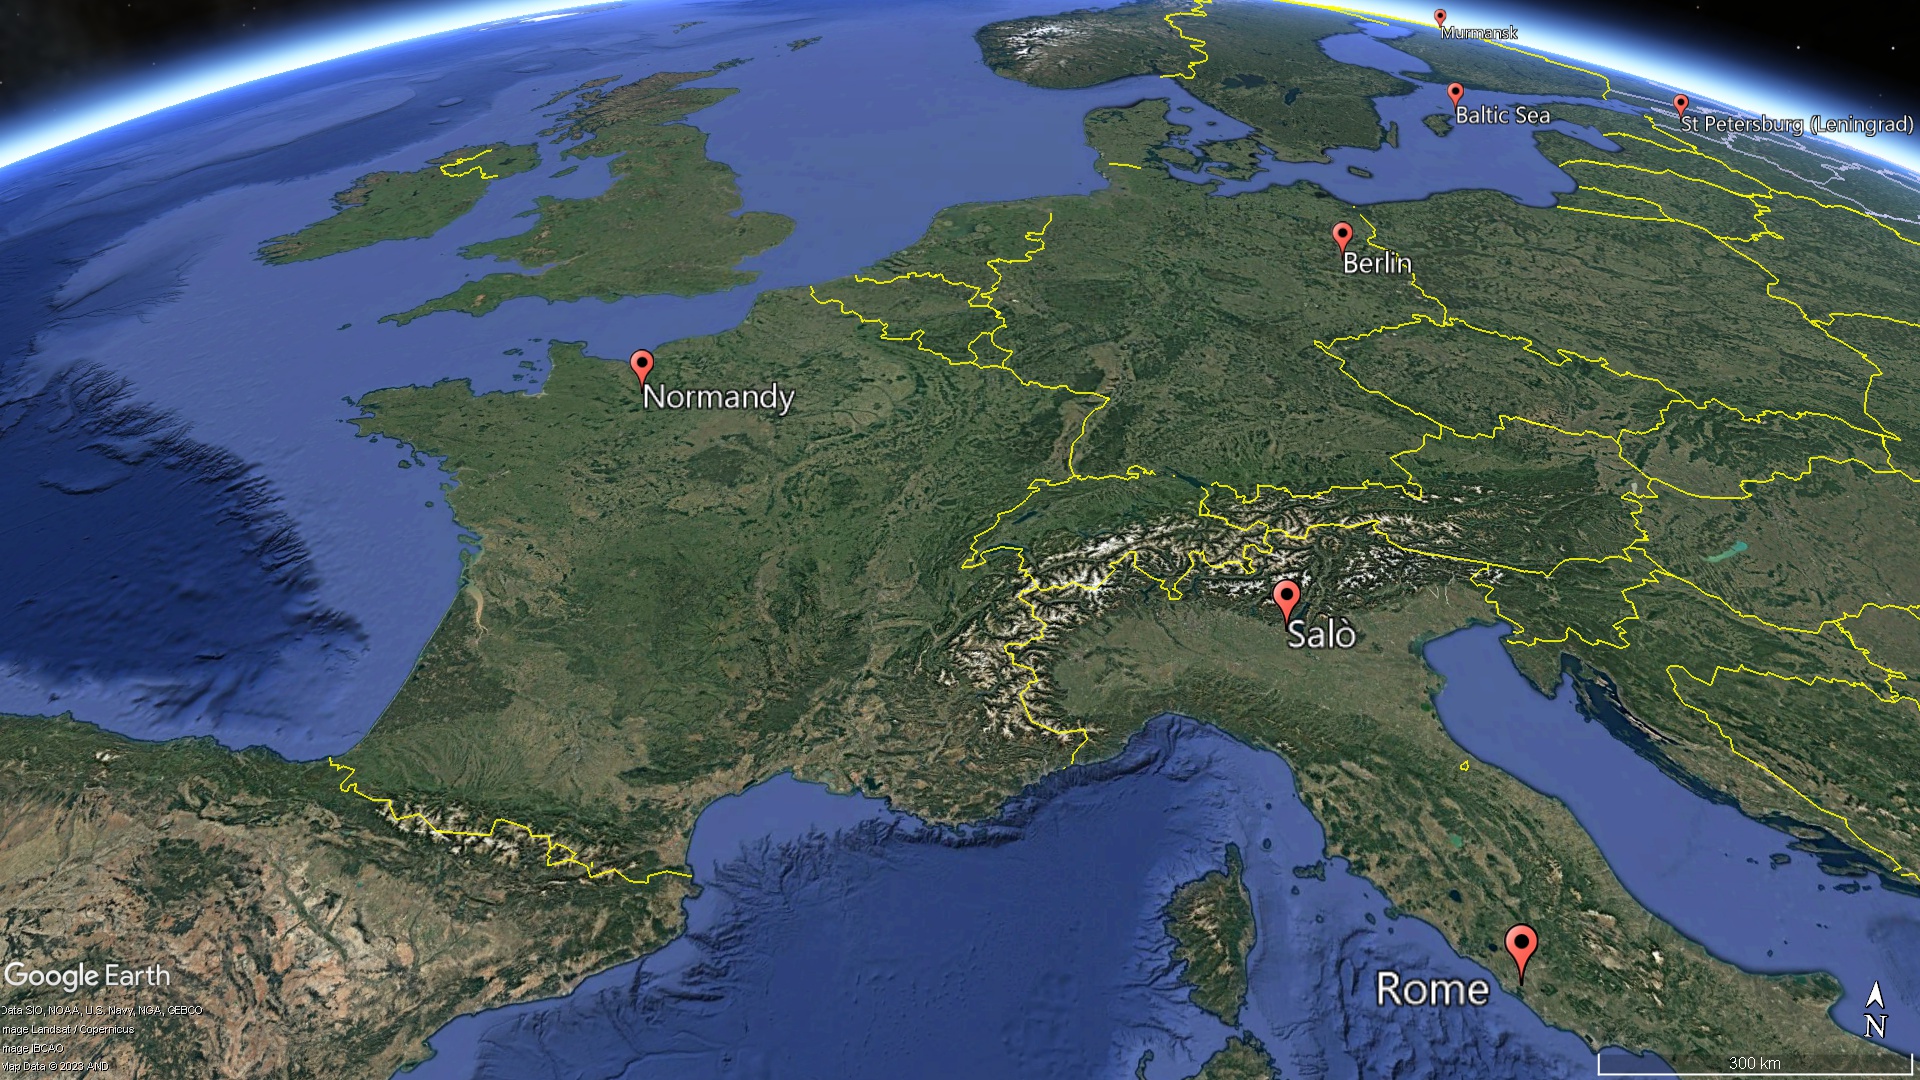 Murmansk
Baltic Sea
St Petersburg (Leningrad)
Berlin
Normandy
Salò
Rome
Google Earth
Data SIO, NOAA, U.S. Navy, NGA, GEBCO
mage Landsat / Copernicus
mage IBCAO
Map Data © 2023 AND
N
300 km